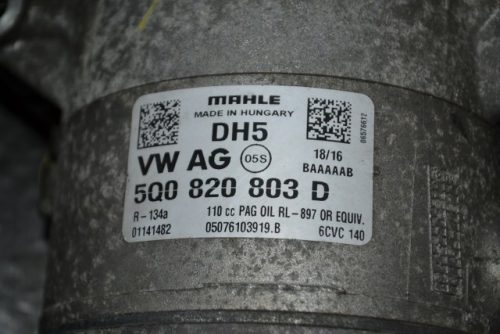 MAHLE
MADE IN HUNGARY
DH5
VW AG 05S
18/16
BAAAAAB
5Q0 820 803 D
R-134a 110 cc PAG OIL RL-897 OR EQUIV.
01141482 05076103919.B 6CVC 140
06576612